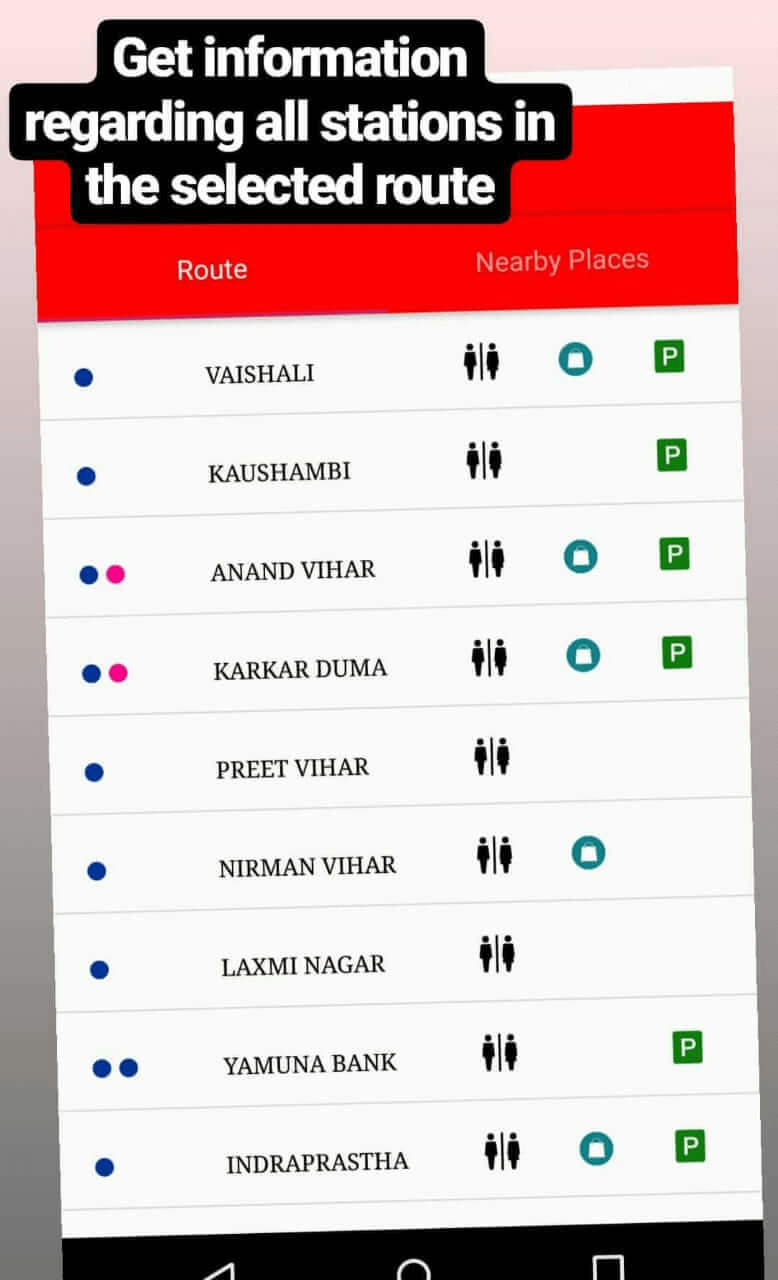 Get information
regarding all stations in
the selected route
Route
Nearby Places
VAISHALI
P
KAUSHAMBI
P
ANAND VIHAR
P
KARKAR DUMA
P
PREET VIHAR
NIRMAN VIHAR
LAXMI NAGAR
YAMUNA BANK
P
INDRAPRASTHA
P